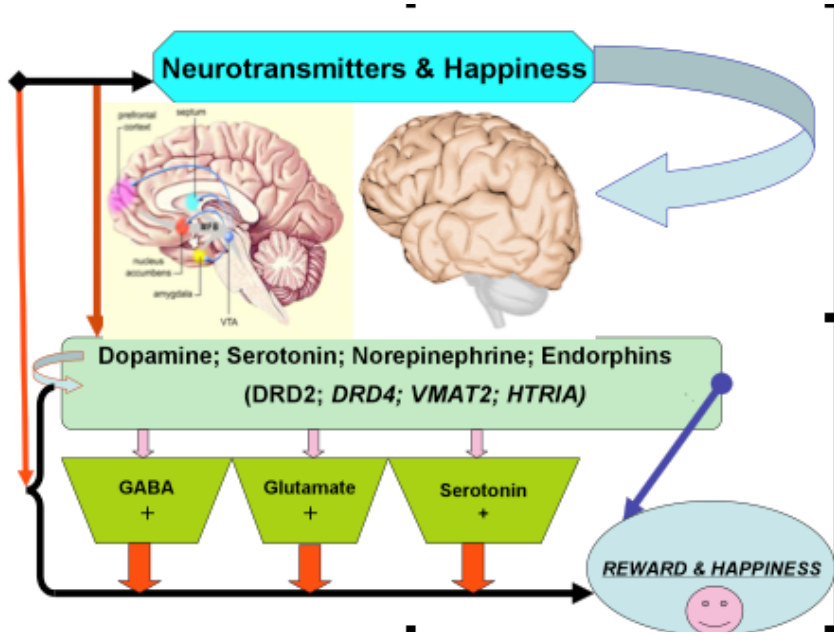 Neurotransmitters & Happiness
prefrontal
cortex
septum
MFB
nucleus
accumbens
amygdala
VTA
Dopamine; Serotonin; Norepinephrine; Endorphins
(DRD2; DRD4; VMAT2; HTRIA)
GABA
+
Glutamate
+
Serotonin
+
REWARD & HAPPINESS